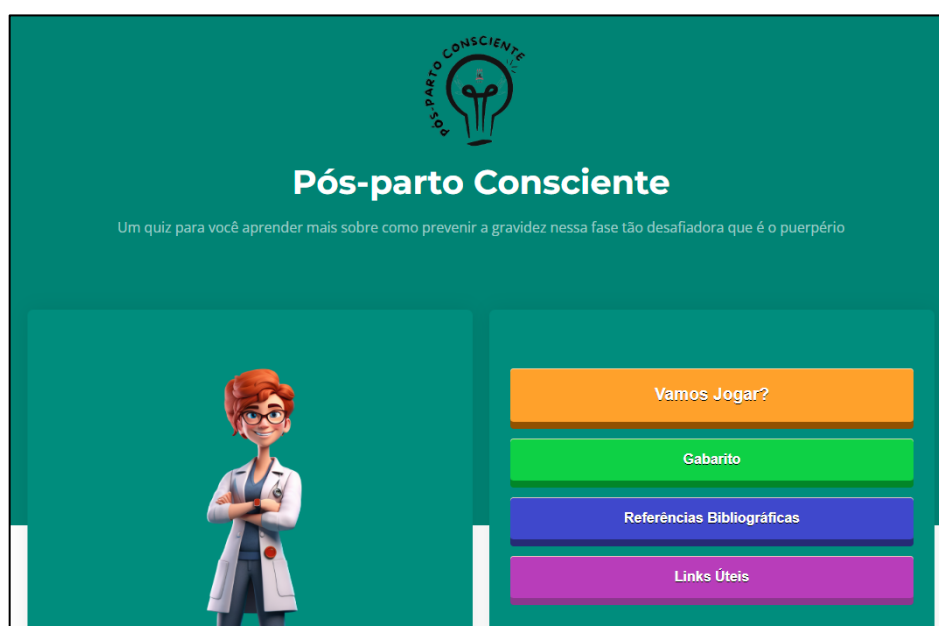 PÓS-PARTO CONSCIENTE
Pós-parto Consciente
Um quiz para você aprender mais sobre como prevenir a gravidez nessa fase tão desafiadora que é o puerpério
Vamos Jogar?
Gabarito
Referências Bibliográficas
Links Úteis